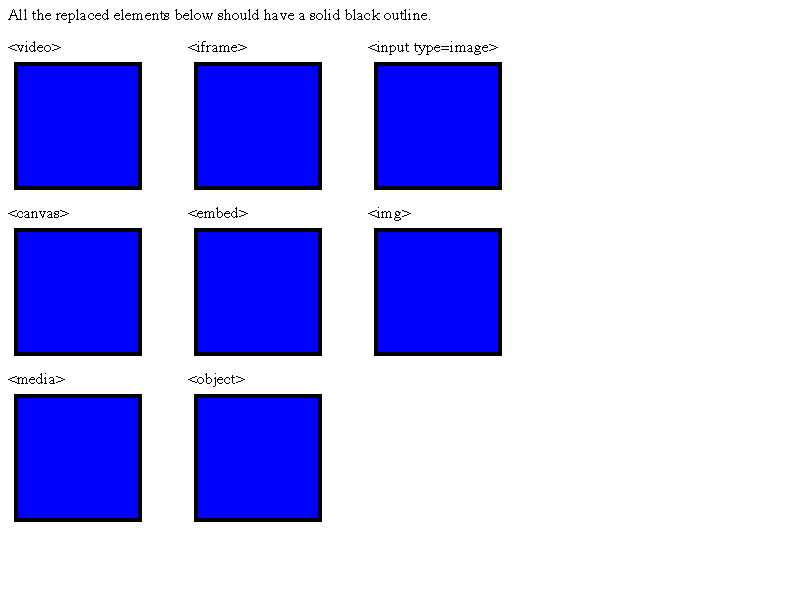 All the replaced elements below should have a solid black outline.
<video> <iframe> <input type=image>
<canvas> <embed> <img>
<media> <object>